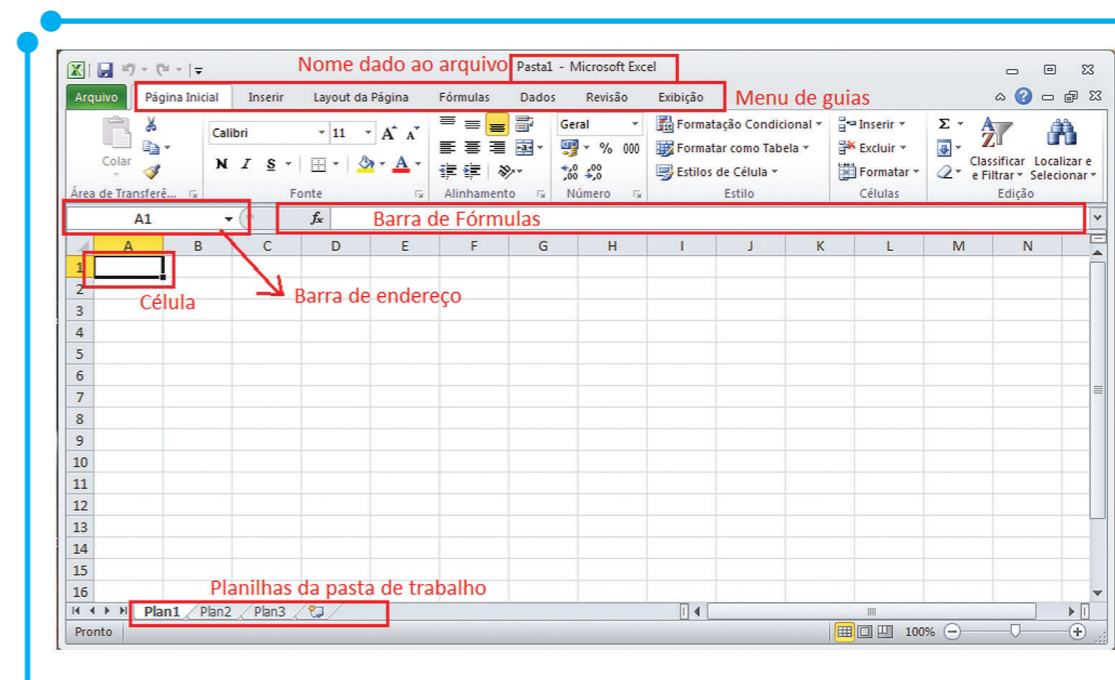 Nome dado ao arquivo Pasta1 - Microsoft Excel
Arquivo Página Inicial Inserir Layout da Página Fórmulas Dados Revisão Exibição Menu de guias
Calibri 11 A A Geral Formatação Condicional Inserir Σ
Colar N I S A % 000 Formatar como Tabela Excluir Classificar e Filtrar Localizar e Selecionar
Estilos de Célula Formatar
Área de Transferê... Fonte Alinhamento Número Estilo Células Edição
A1 fx Barra de Fórmulas
A B C D E F G H I J K L M N
1
2 Barra de endereço
Célula
3
4
5
6
7
8
9
10
11
12
13
14
15
Planilhas da pasta de trabalho
16
Plan1 Plan2 Plan3
Pronto 100%